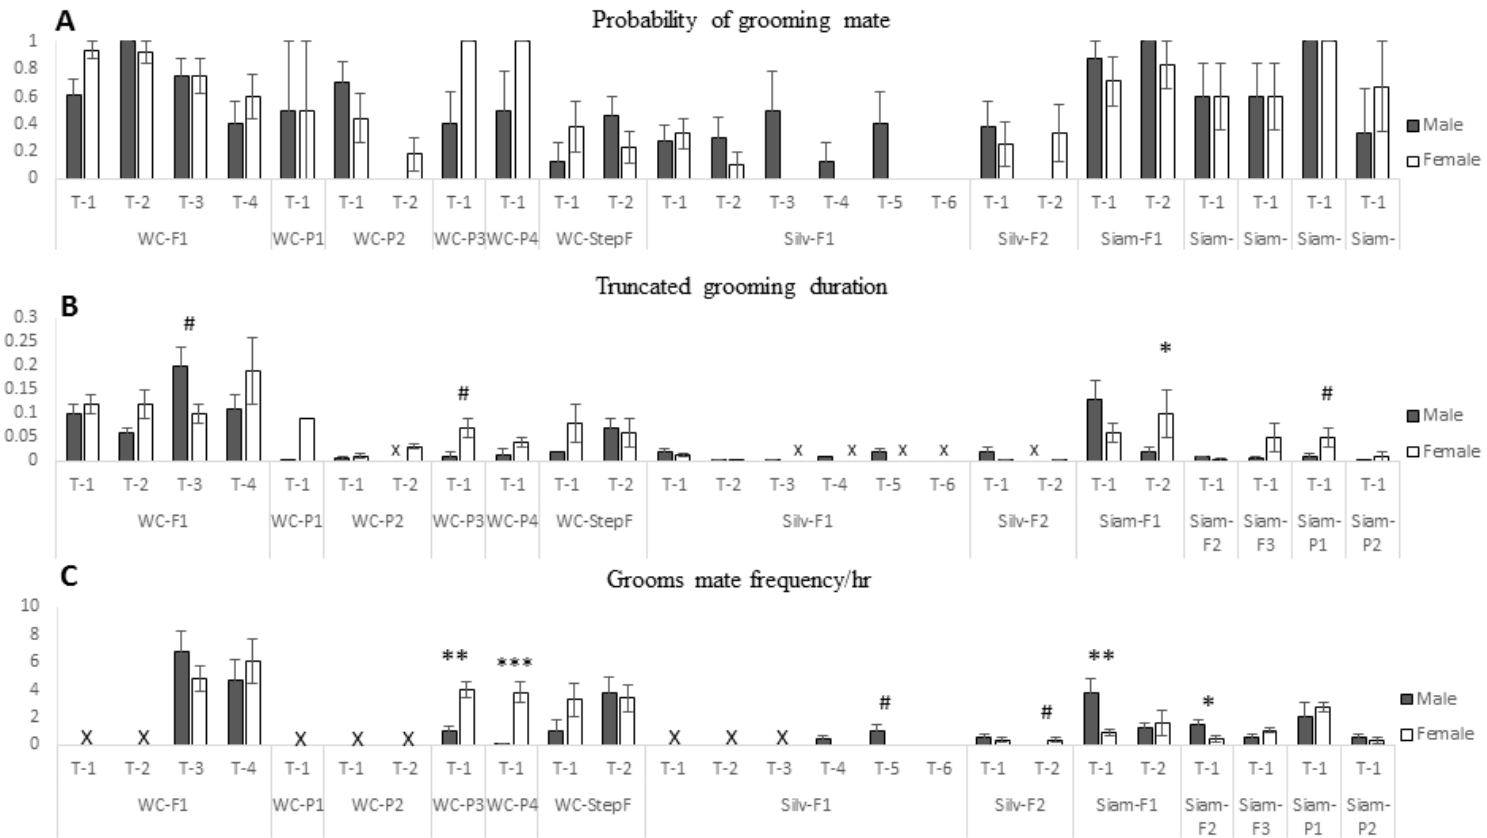 A
Probability of grooming mate
1
0.8
0.6
0.4
0.2
0
Male
Female
T-1 T-2 T-3 T-4 T-1 T-1 T-2 T-1 T-1 T-1 T-2 T-1 T-2 T-3 T-4 T-5 T-6 T-1 T-2 T-1 T-2 T-1 T-1 T-1 T-1
WC-F1 WC-P1 WC-P2 WC-P3 WC-P4 WC-StepF Silv-F1 Silv-F2 Siam-F1 Siam- Siam- Siam- Siam-
B
Truncated grooming duration
0.3
0.25
0.2
0.15
0.1
0.05
0
# X # X X X X X * #
Male
Female
T-1 T-2 T-3 T-4 T-1 T-1 T-2 T-1 T-1 T-1 T-2 T-1 T-2 T-3 T-4 T-5 T-6 T-1 T-2 T-1 T-2 T-1 T-1 T-1 T-1
WC-F1 WC-P1 WC-P2 WC-P3 WC-P4 WC-StepF Silv-F1 Silv-F2 Siam-F1 Siam- Siam- Siam- Siam-
F2 F3 P1 P2
C
Grooms mate frequency/hr
10
8
6
4
2
0
X X X X X ** *** X X X # # ** *
Male
Female
T-1 T-2 T-3 T-4 T-1 T-1 T-2 T-1 T-1 T-1 T-2 T-1 T-2 T-3 T-4 T-5 T-6 T-1 T-2 T-1 T-2 T-1 T-1 T-1 T-1
WC-F1 WC-P1 WC-P2 WC-P3 WC-P4 WC-StepF Silv-F1 Silv-F2 Siam-F1 Siam- Siam- Siam- Siam-
F2 F3 P1 P2